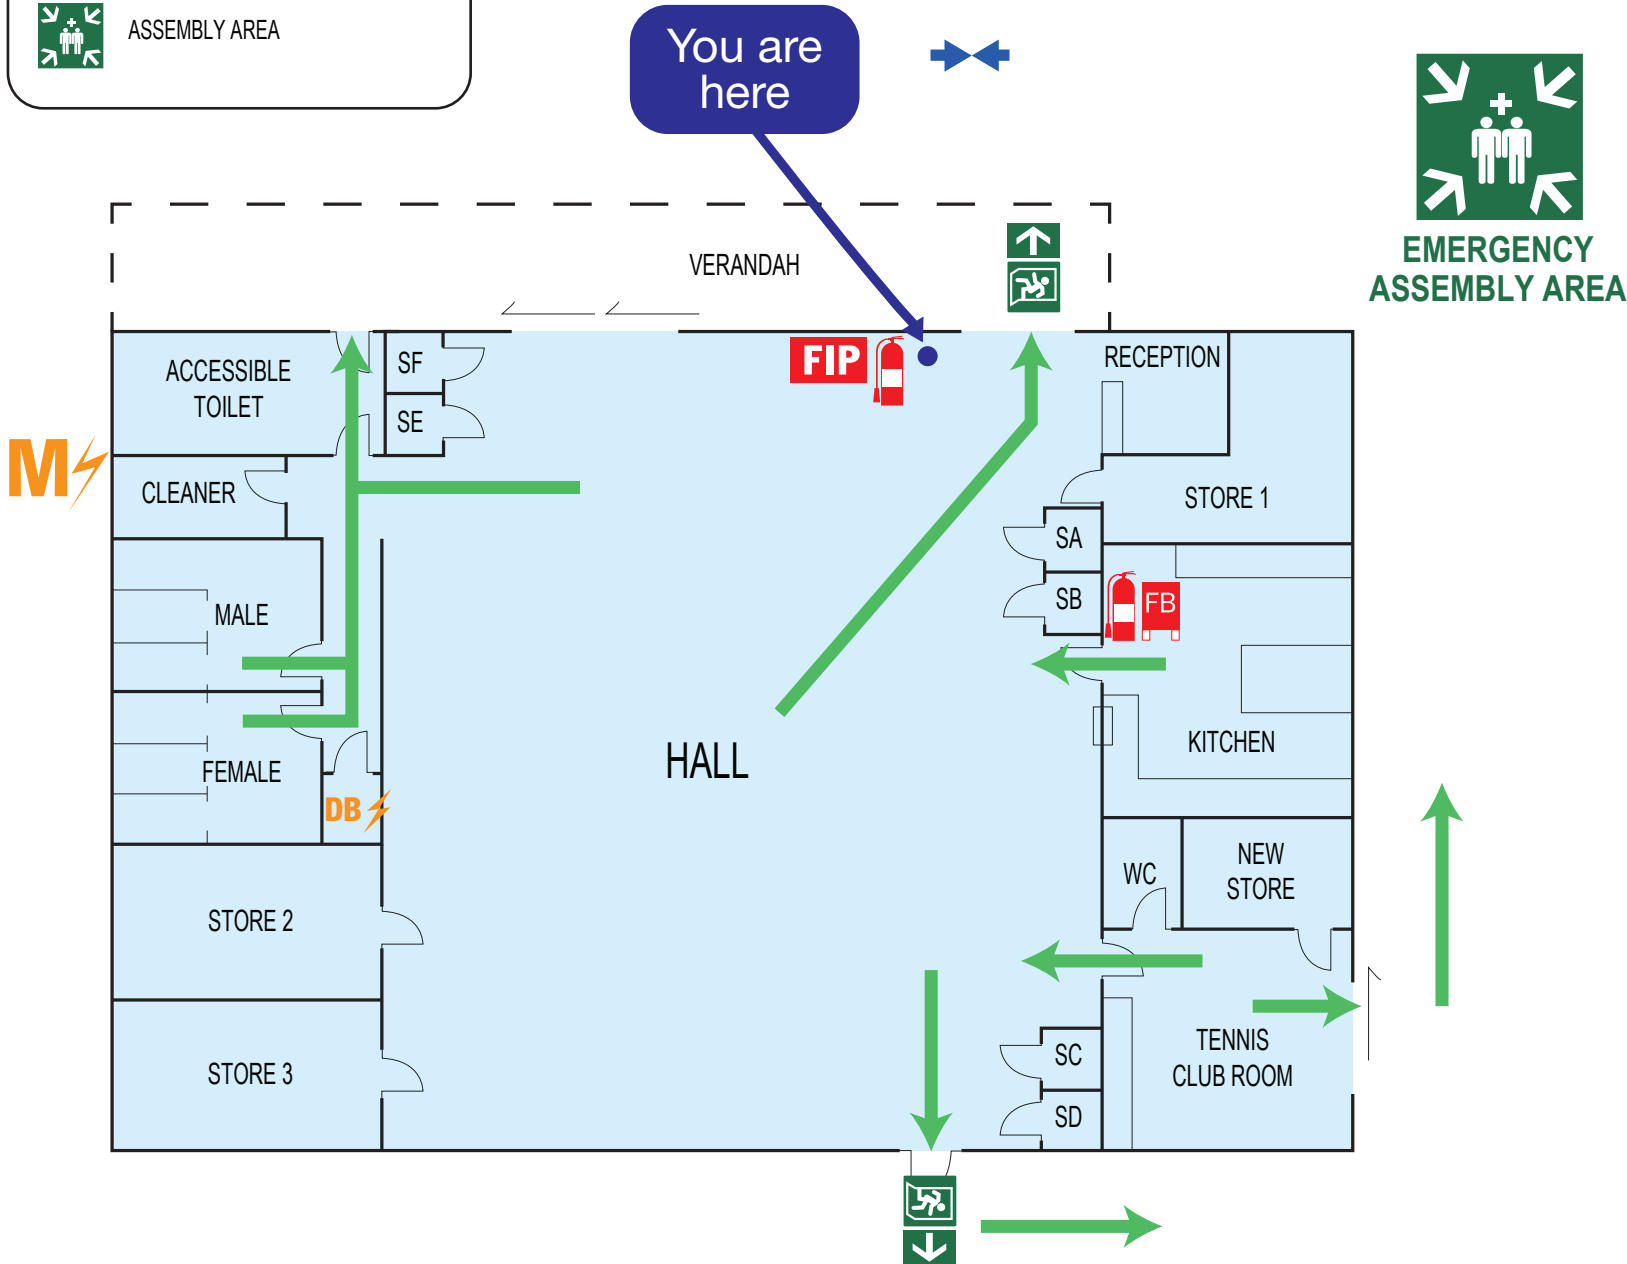 ASSEMBLY AREA
You are
here
EMERGENCY
ASSEMBLY AREA
VERANDAH
FIP
RECEPTION
ACCESSIBLE
TOILET
SF
SE
M
CLEANER
STORE 1
SA
SB
FB
MALE
HALL
KITCHEN
FEMALE
DB
WC
NEW
STORE
STORE 2
TENNIS
CLUB ROOM
SC
STORE 3
SD